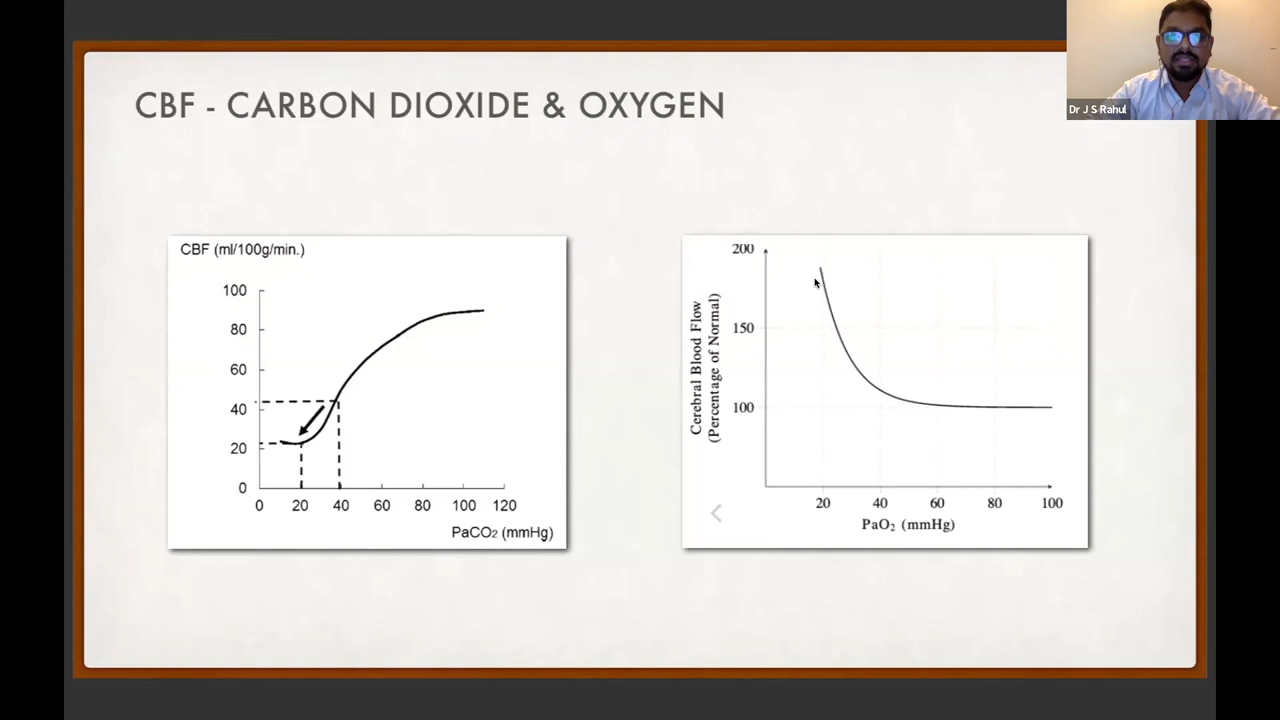 CBF - CARBON DIOXIDE & OXYGEN
Dr J S Rahul
CBF (ml/100g/min.)
100
80
60
40
20
0
0 20 40 60 80 100 120
PaCO₂ (mmHg)
Cerebral Blood Flow
(Percentage of Normal)
200
150
100
20 40 60 80 100
PaO₂ (mmHg)